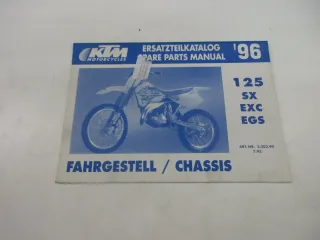 KTM
MOTORCYCLES
ERSATZTEILKATALOG
SPARE PARTS MANUAL
'96
125
SX
EXC
EGS
FAHRGESTELL / CHASSIS